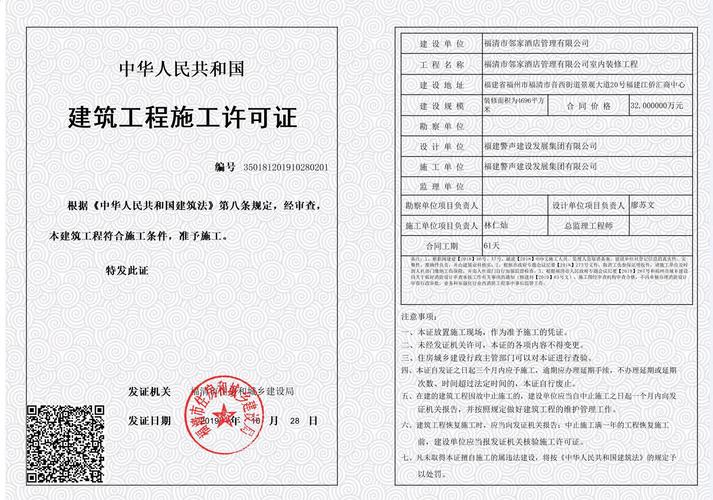 中华人民共和国
建筑工程施工许可证
编号 350181201910280201
根据《中华人民共和国建筑法》第八条规定，经审查，
本建筑工程符合施工条件，准予施工。
特发此证
发证机关 福清市住房和城乡建设局
发证日期 2019 年 10 月 28 日
福清市住房和城乡建设局
建设单位 福清市邻家酒店管理有限公司
工程名称 福清市邻家酒店管理有限公司室内装修工程
建设地址 福建省福州市福清市音西街道景观大道20号福建江侨汇商中心
建设规模 装修面积为4696平方米 合同价格 32.000000万元
勘察单位
设计单位 福建警声建设发展集团有限公司
施工单位 福建警声建设发展集团有限公司
监理单位
勘察单位项目负责人 设计单位项目负责人 廖苏文
施工单位项目负责人 林仁灿 总监理工程师
合同工期 61天
注意事项：
一、本证放置施工现场，作为准予施工的凭证。
二、未经发证机关许可，本证的各项内容不得变更。
三、住房城乡建设行政主管部门可以对本证进行查验。
四、本证自发证之日起三个月内应予施工，逾期应办理延期手续，不办理延期或延期
次数、时间超过法定时间的，本证自行废止。
五、在建的建筑工程因故中止施工的，建设单位应当自中止施工之日起一个月内向发
证机关报告，并按照规定做好建筑工程的维护管理工作。
六、建筑工程恢复施工时，应当向发证机关报告；中止施工满一年的工程恢复施工
前，建设单位应当报发证机关核验施工许可证。
七、凡未取得本证擅自施工的属违法建设，将按《中华人民共和国建筑法》的规定予
以处罚。